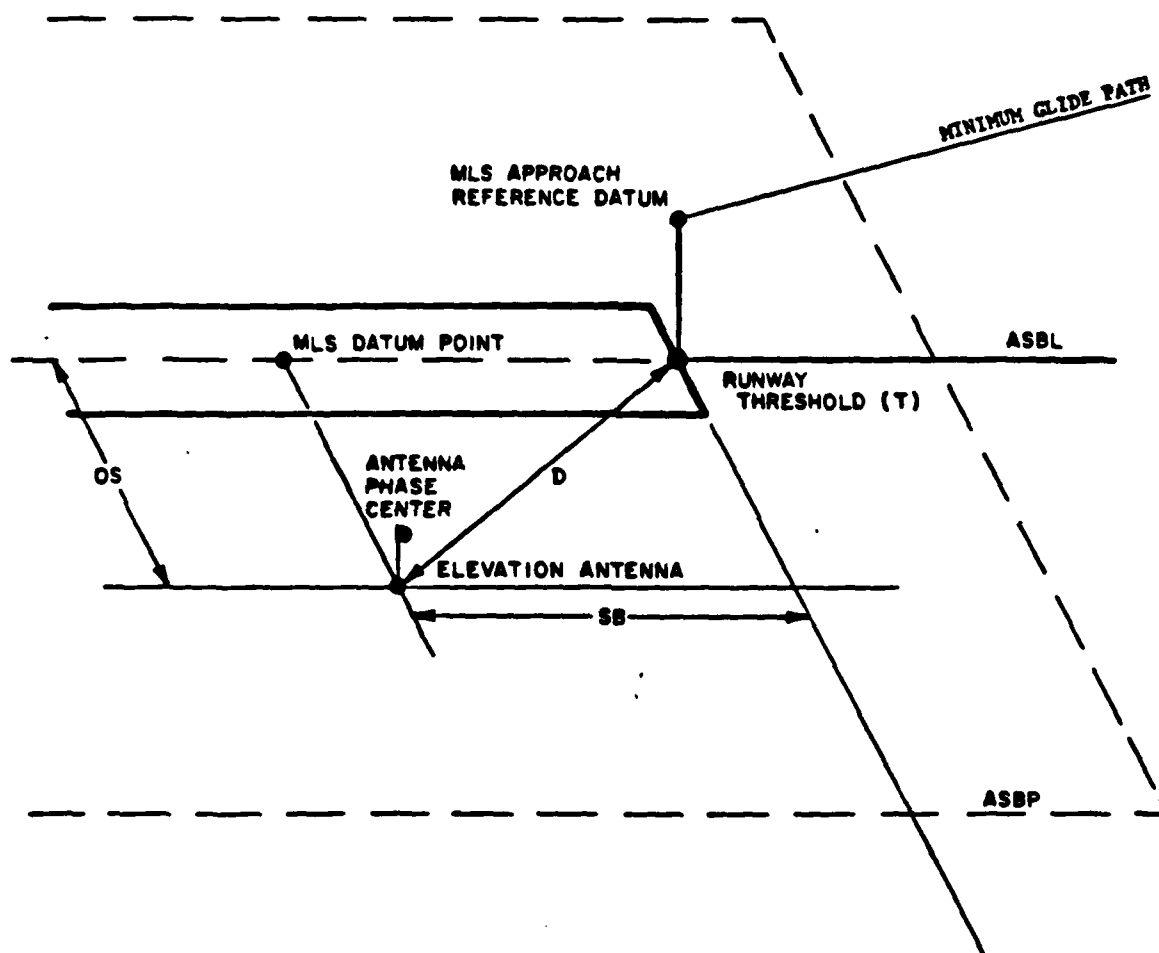 MINIMUM GLIDE PATH
MLS APPROACH
REFERENCE DATUM
MLS DATUM POINT
ASBL
RUNWAY
THRESHOLD (T)
OS
ANTENNA
PHASE
CENTER
D
ELEVATION ANTENNA
SB
ASBP